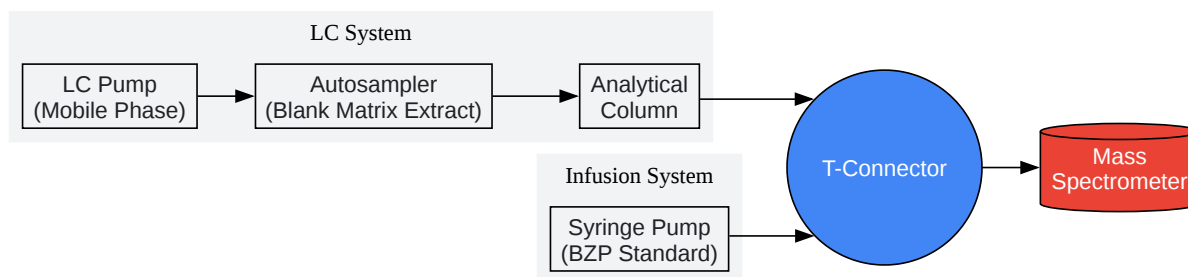 LC System
LC Pump
(Mobile Phase)
Autosampler
(Blank Matrix Extract)
Analytical
Column
Infusion System
Syringe Pump
(BZP Standard)
T-Connector
Mass
Spectrometer